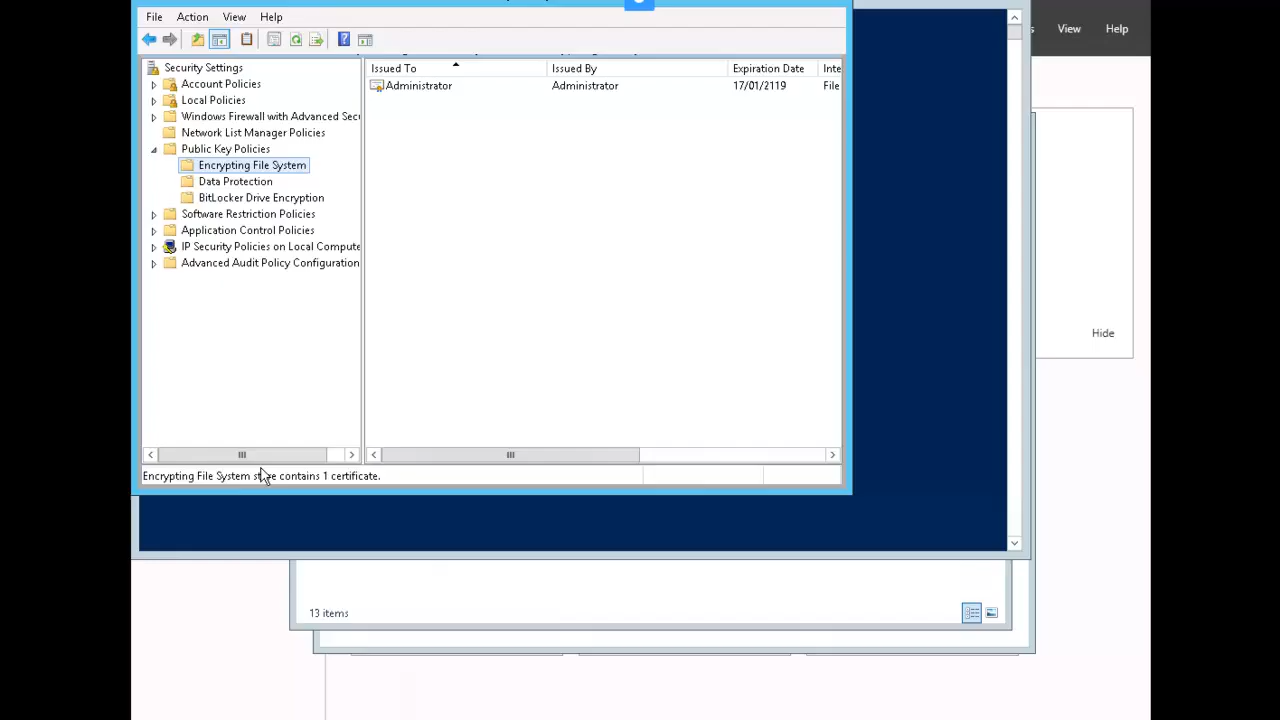 File Action View Help
View Help
Security Settings
Account Policies
Local Policies
Windows Firewall with Advanced Secu
Network List Manager Policies
Public Key Policies
Encrypting File System
Data Protection
BitLocker Drive Encryption
Software Restriction Policies
Application Control Policies
IP Security Policies on Local Compute
Advanced Audit Policy Configuration
Issued To Issued By Expiration Date Inte
Administrator Administrator 17/01/2119 File
Hide
Encrypting File System store contains 1 certificate.
13 items